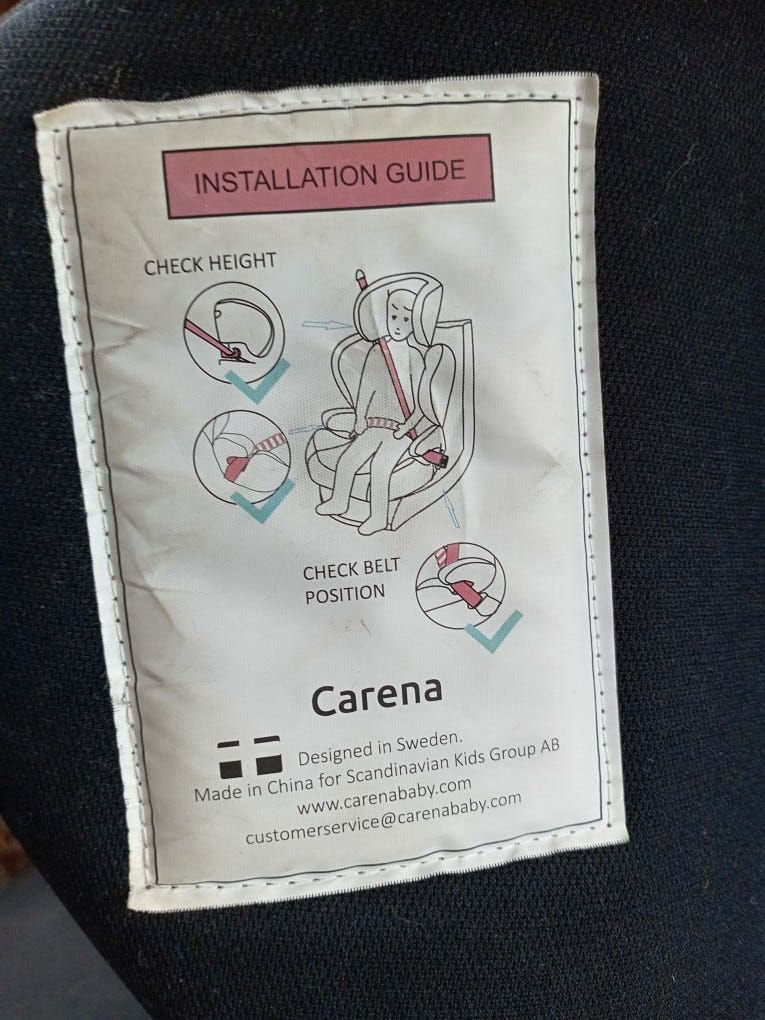 INSTALLATION GUIDE
CHECK HEIGHT
CHECK BELT
POSITION
Carena
Designed in Sweden.
Made in China for Scandinavian Kids Group AB
www.carenababy.com
customerservice@carenababy.com